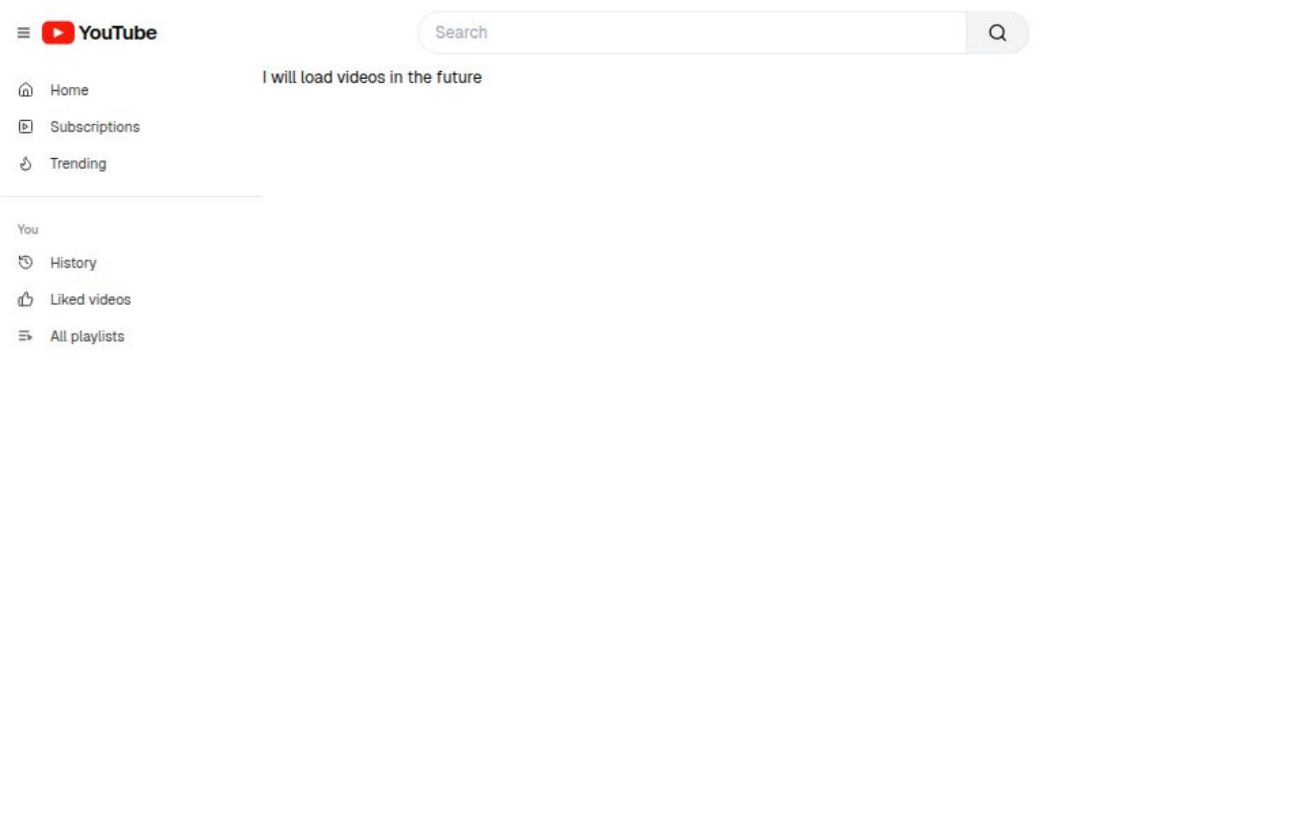 YouTube
Search
Home
Subscriptions
Trending
You
History
Liked videos
All playlists
I will load videos in the future